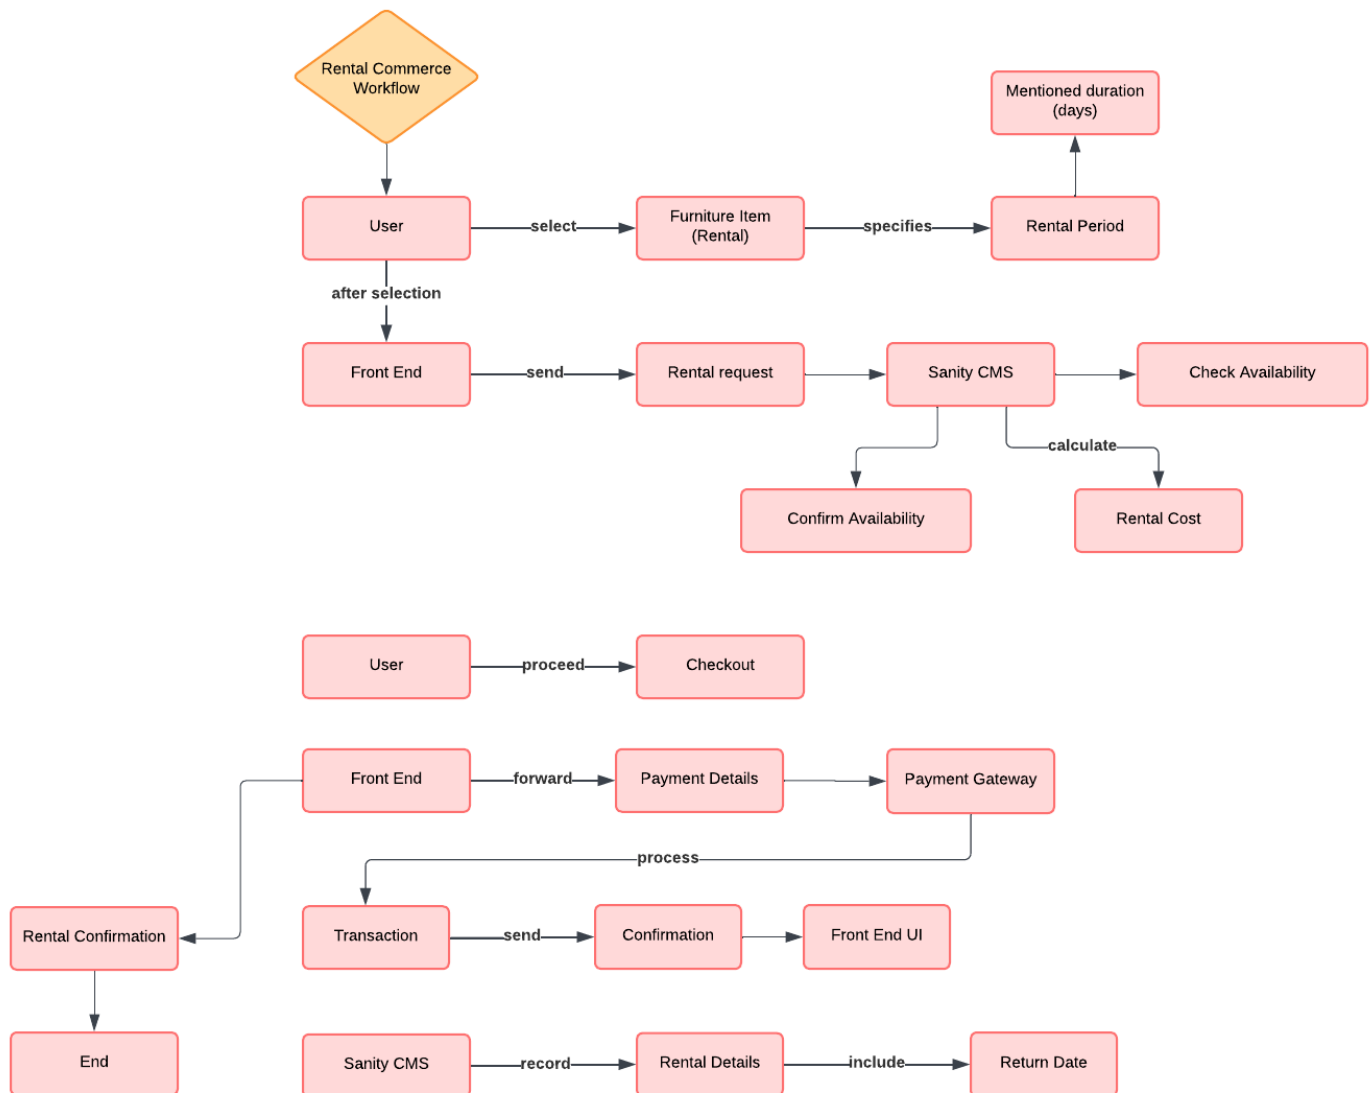 Rental Commerce
Workflow
Mentioned duration
(days)
User
select
Furniture Item
(Rental)
specifies
Rental Period
after selection
Front End
send
Rental request
Sanity CMS
Check Availability
calculate
Confirm Availability
Rental Cost
User
proceed
Checkout
Front End
forward
Payment Details
Payment Gateway
process
Rental Confirmation
Transaction
send
Confirmation
Front End UI
End
Sanity CMS
record
Rental Details
include
Return Date